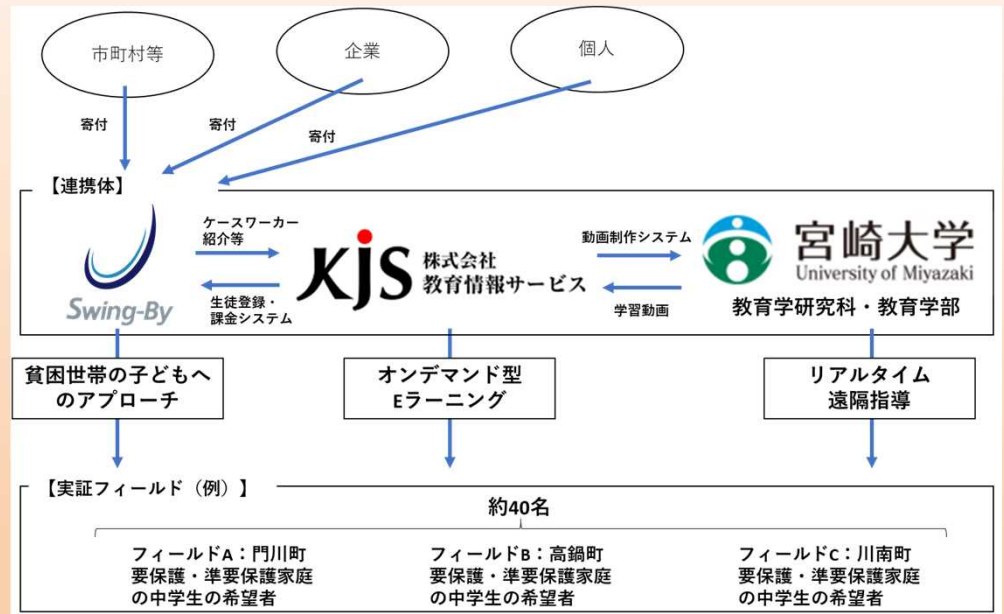 市町村等
企業
個人
寄付
寄付
寄付
【連携体】
Swing-By
ケースワーカー
紹介等
生徒登録・
課金システム
KJS
株式会社
教育情報サービス
動画制作システム
学習動画
宮崎大学
University of Miyazaki
教育学研究科・教育学部
貧困世帯の子どもへ
のアプローチ
オンデマンド型
Eラーニング
リアルタイム
遠隔指導
【実証フィールド（例）】
約40名
フィールドA：門川町
要保護・準要保護家庭
の中学生の希望者
フィールドB：高鍋町
要保護・準要保護家庭
の中学生の希望者
フィールドC：川南町
要保護・準要保護家庭
の中学生の希望者